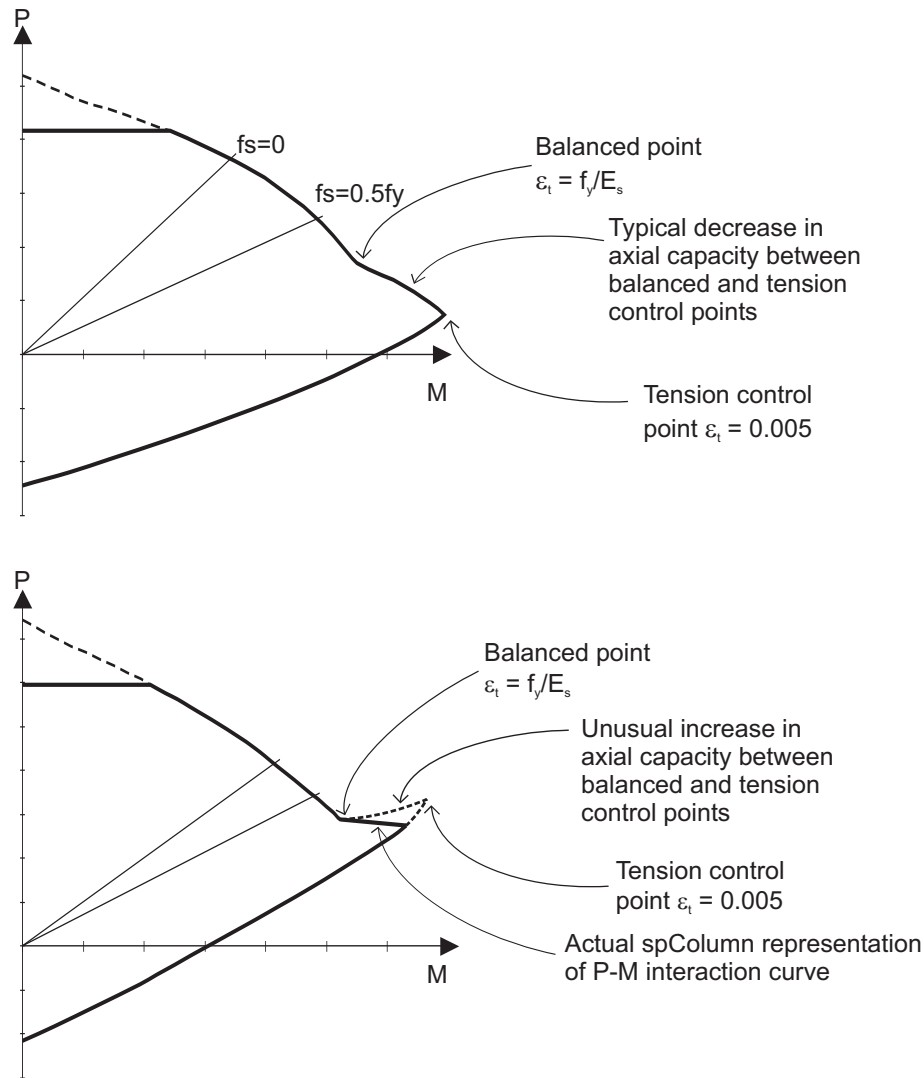 P
fs=0
fs=0.5fy
Balanced point
εt = fy/Es
Typical decrease in
axial capacity between
balanced and tension
control points
M
Tension control
point εt = 0.005
P
Balanced point
εt = fy/Es
Unusual increase in
axial capacity between
balanced and tension
control points
Tension control
point εt = 0.005
M
Actual spColumn representation
of P-M interaction curve